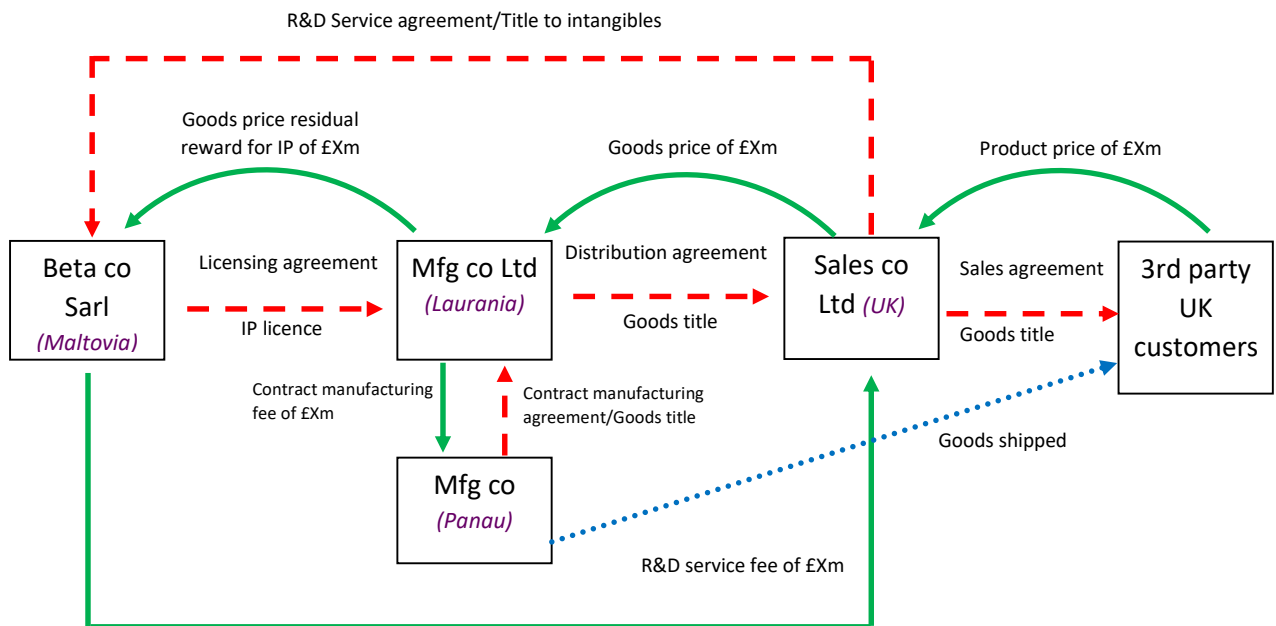 R&D Service agreement/Title to intangibles
Goods price residual
reward for IP of £Xm
Goods price of £Xm
Product price of £Xm
Beta co
Sarl
(Maltovia)
Licensing agreement
IP licence
Mfg co Ltd
(Laurania)
Distribution agreement
Goods title
Sales co
Ltd (UK)
Sales agreement
Goods title
3rd party
UK
customers
Contract manufacturing
fee of £Xm
Contract manufacturing
agreement/Goods title
Goods shipped
Mfg co
(Panau)
R&D service fee of £Xm